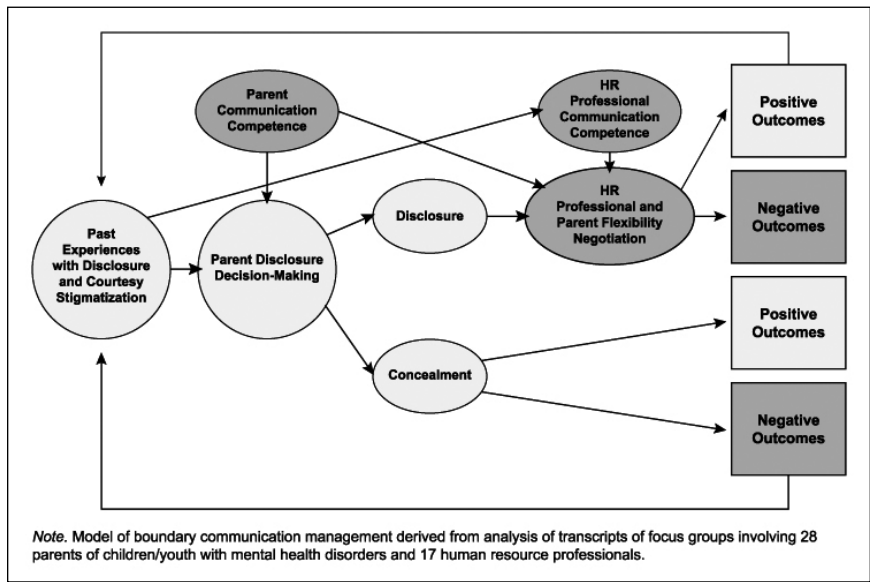 Parent
Communication
Competence
HR
Professional
Communication
Competence
Positive
Outcomes
Past
Experiences
with Disclosure
and Courtesy
Stigmatization
Parent Disclosure
Decision-Making
Disclosure
HR
Professional and
Parent Flexibility
Negotiation
Negative
Outcomes
Concealment
Positive
Outcomes
Negative
Outcomes
Note. Model of boundary communication management derived from analysis of transcripts of focus groups involving 28
parents of children/youth with mental health disorders and 17 human resource professionals.